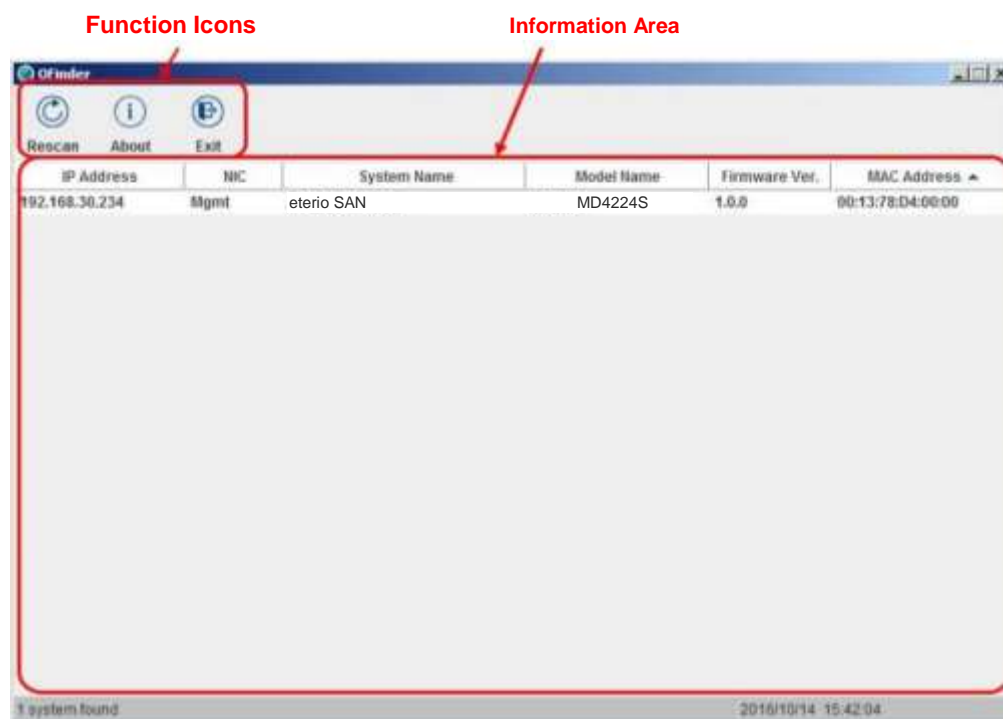 Function Icons Information Area
QFinder
Rescan About Exit
IP Address NIC System Name Model Name Firmware Ver. MAC Address
192.168.30.234 Mgmt eterio SAN MD4224S 1.0.0 00:13:78:D4:00:00
1 system found 2016/10/14 15:42:04